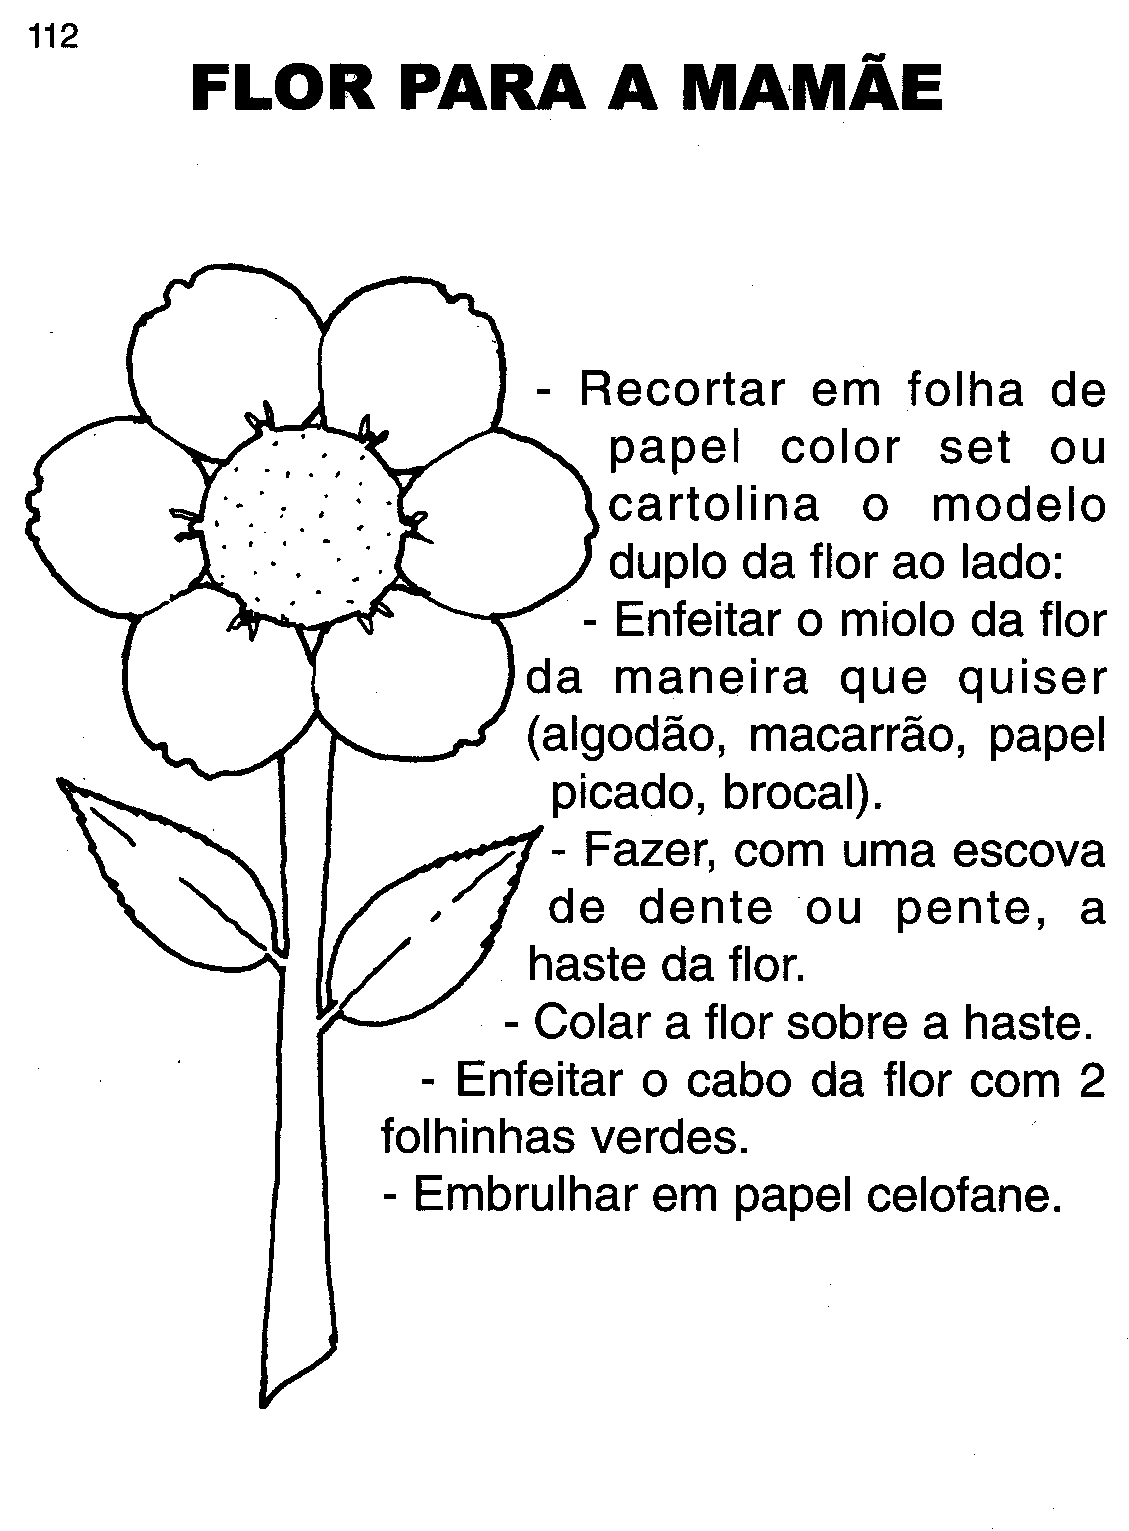 112
FLOR PARA A MAMÃE
- Recortar em folha de
papel color set ou
cartolina o modelo
duplo da flor ao lado:
- Enfeitar o miolo da flor
da maneira que quiser
(algodão, macarrão, papel
picado, brocal).
- Fazer, com uma escova
de dente ou pente, a
haste da flor.
- Colar a flor sobre a haste.
- Enfeitar o cabo da flor com 2
folhinhas verdes.
- Embrulhar em papel celofane.